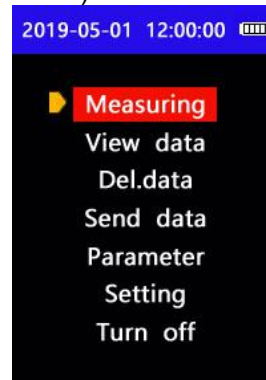 2019-05-01 12:00:00
Measuring
View data
Del.data
Send data
Parameter
Setting
Turn off